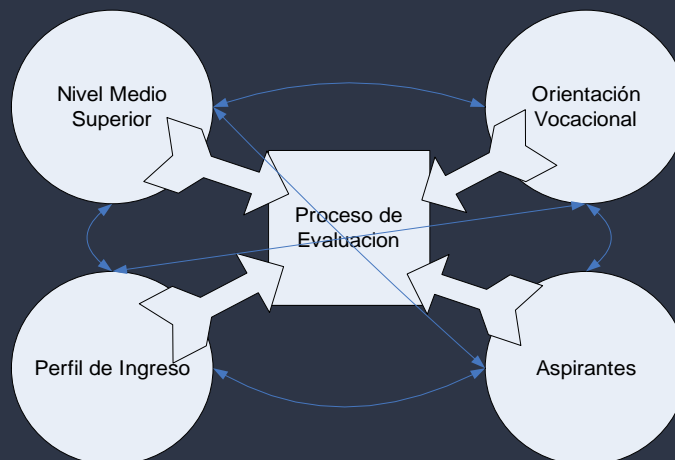 Nivel Medio
Superior
Orientación
Vocacional
Proceso de
Evaluacion
Perfil de Ingreso
Aspirantes